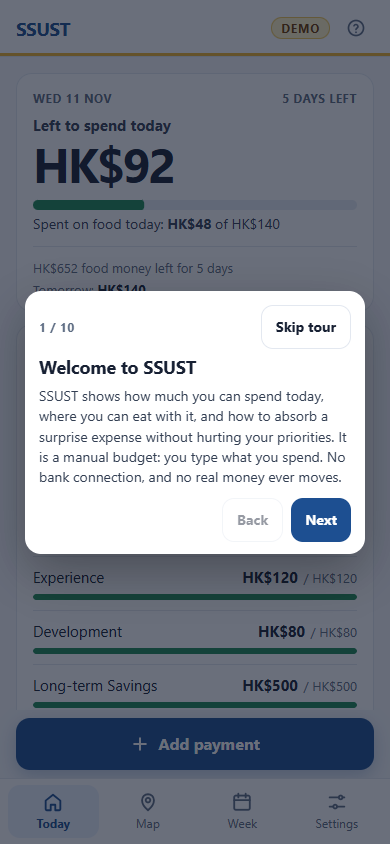 SSUST
DEMO
WED 11 NOV
5 DAYS LEFT
Left to spend today
HK$92
Spent on food today: HK$48 of HK$140
HK$652 food money left for 5 days
Tomorrow: HK$140
1 / 10
Skip tour
Welcome to SSUST
SSUST shows how much you can spend today,
where you can eat with it, and how to absorb a
surprise expense without hurting your priorities. It
is a manual budget: you type what you spend. No
bank connection, and no real money ever moves.
Back
Next
Experience
HK$120 / HK$120
Development
HK$80 / HK$80
Long-term Savings
HK$500 / HK$500
+ Add payment
Today
Map
Week
Settings